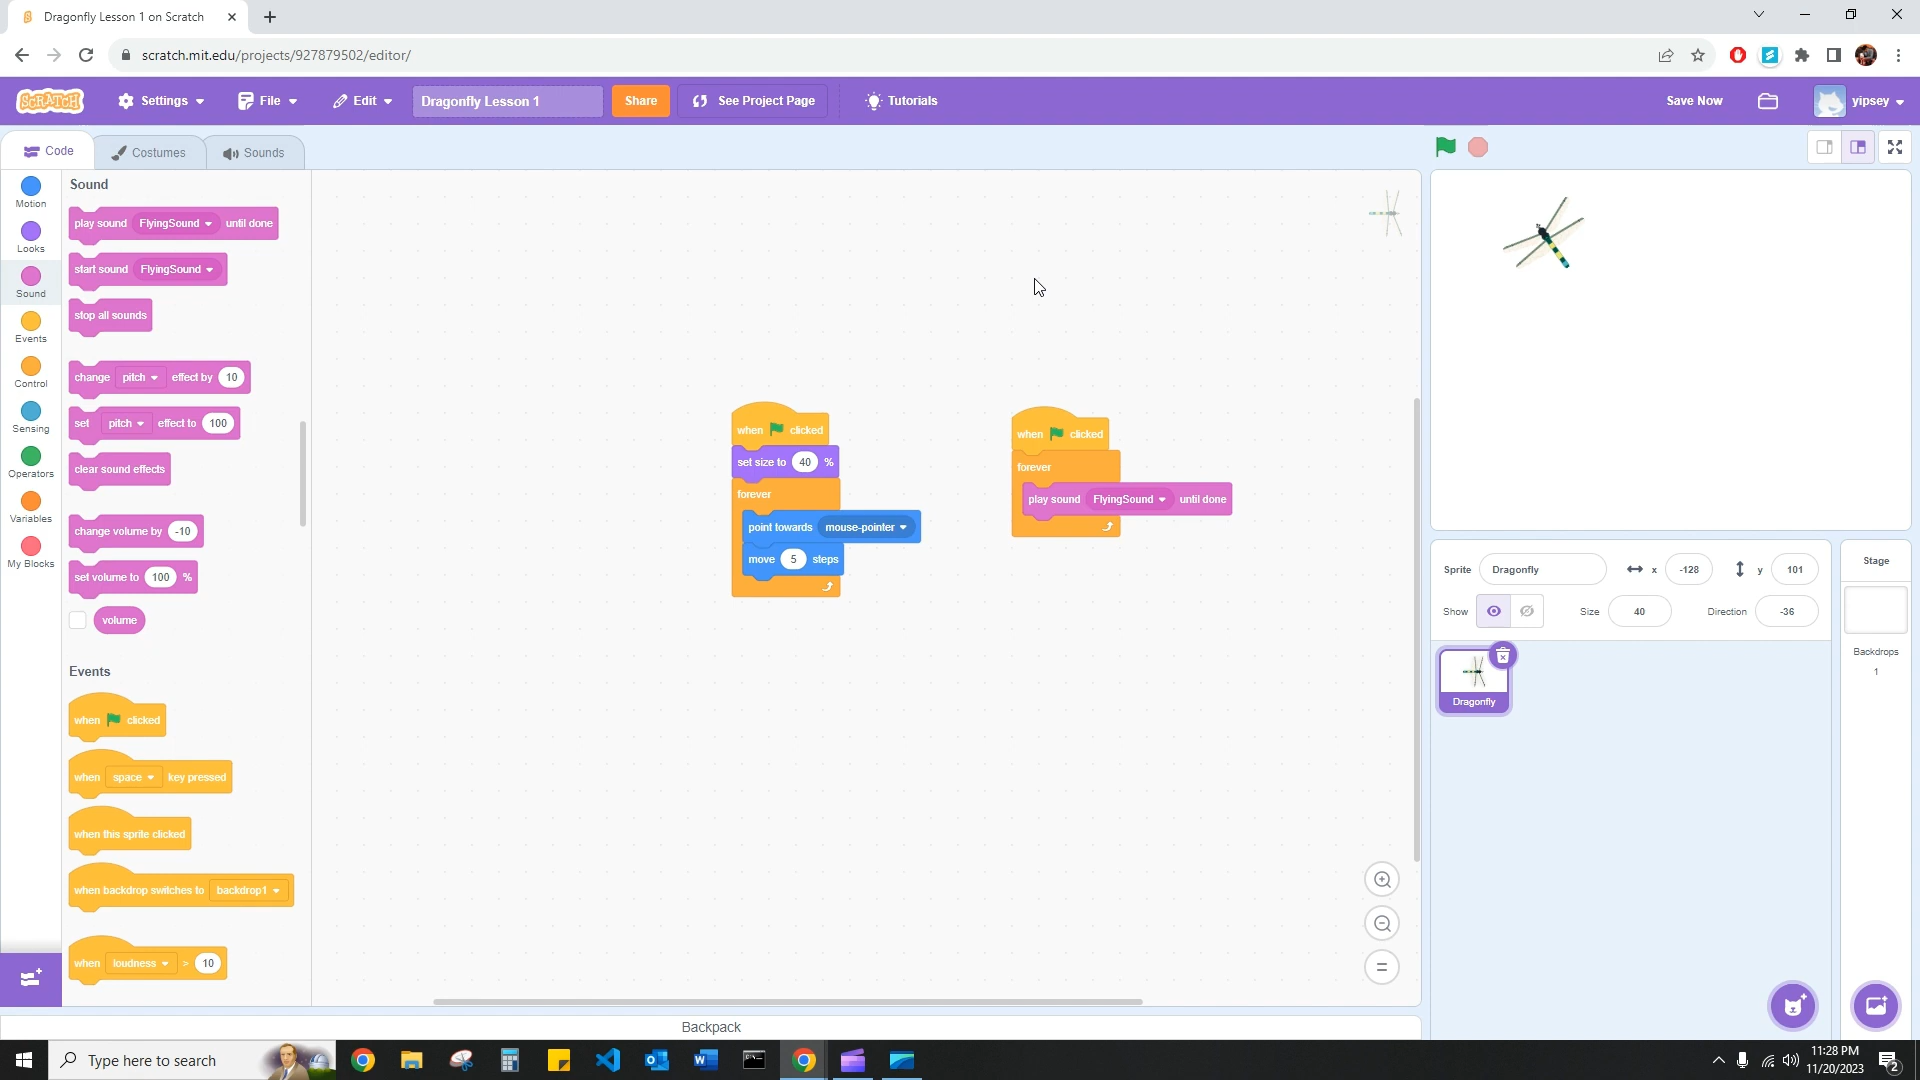 Dragonfly Lesson 1 on Scratch
scratch.mit.edu/projects/927879502/editor/
SCRATCH Settings File Edit Dragonfly Lesson 1 Share See Project Page Tutorials Save Now yipsey
Code Costumes Sounds
Motion
Looks
Sound
Events
Control
Sensing
Operators
Variables
My Blocks
Sound
play sound FlyingSound until done
start sound FlyingSound
stop all sounds
change pitch effect by 10
set pitch effect to 100
clear sound effects
change volume by -10
set volume to 100 %
volume
Events
when clicked
when space key pressed
when this sprite clicked
when backdrop switches to backdrop1
when loudness > 10
when clicked
set size to 40 %
forever
point towards mouse-pointer
move 5 steps
when clicked
forever
play sound FlyingSound until done
Sprite Dragonfly x -128 y 101
Show Size 40 Direction -36
Dragonfly
Stage
Backdrops
1
Backpack
Type here to search
11:28 PM
11/20/2023
2